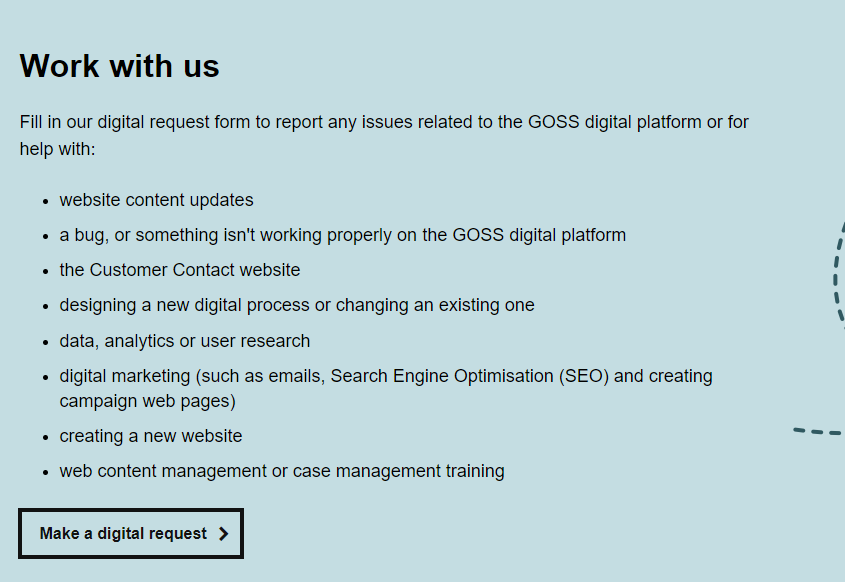 Work with us
Fill in our digital request form to report any issues related to the GOSS digital platform or for
help with:
• website content updates
• a bug, or something isn't working properly on the GOSS digital platform
• the Customer Contact website
• designing a new digital process or changing an existing one
• data, analytics or user research
• digital marketing (such as emails, Search Engine Optimisation (SEO) and creating
campaign web pages)
• creating a new website
• web content management or case management training
Make a digital request